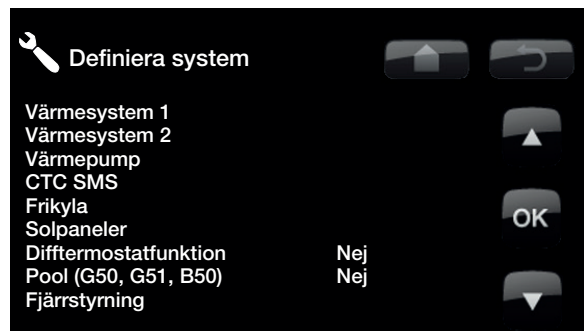 Definiera system
Värmesystem 1
Värmesystem 2
Värmepump
CTC SMS
Frikyla
Solpaneler
Difftermostatfunktion Nej
Pool (G50, G51, B50) Nej
Fjärrstyrning
OK